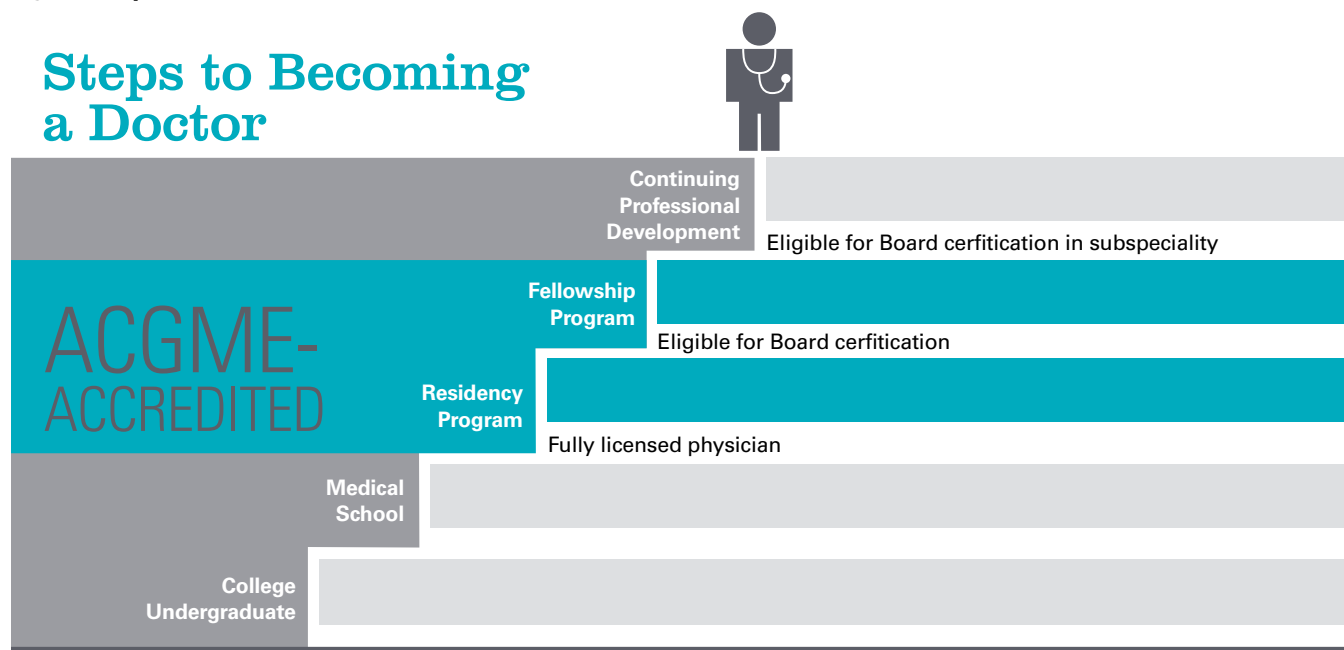 Steps to Becoming
a Doctor
Continuing
Professional
Development
Eligible for Board cerfitication in subspeciality
Fellowship
Program
Eligible for Board cerfitication
ACGME-
ACCREDITED
Residency
Program
Fully licensed physician
Medical
School
College
Undergraduate